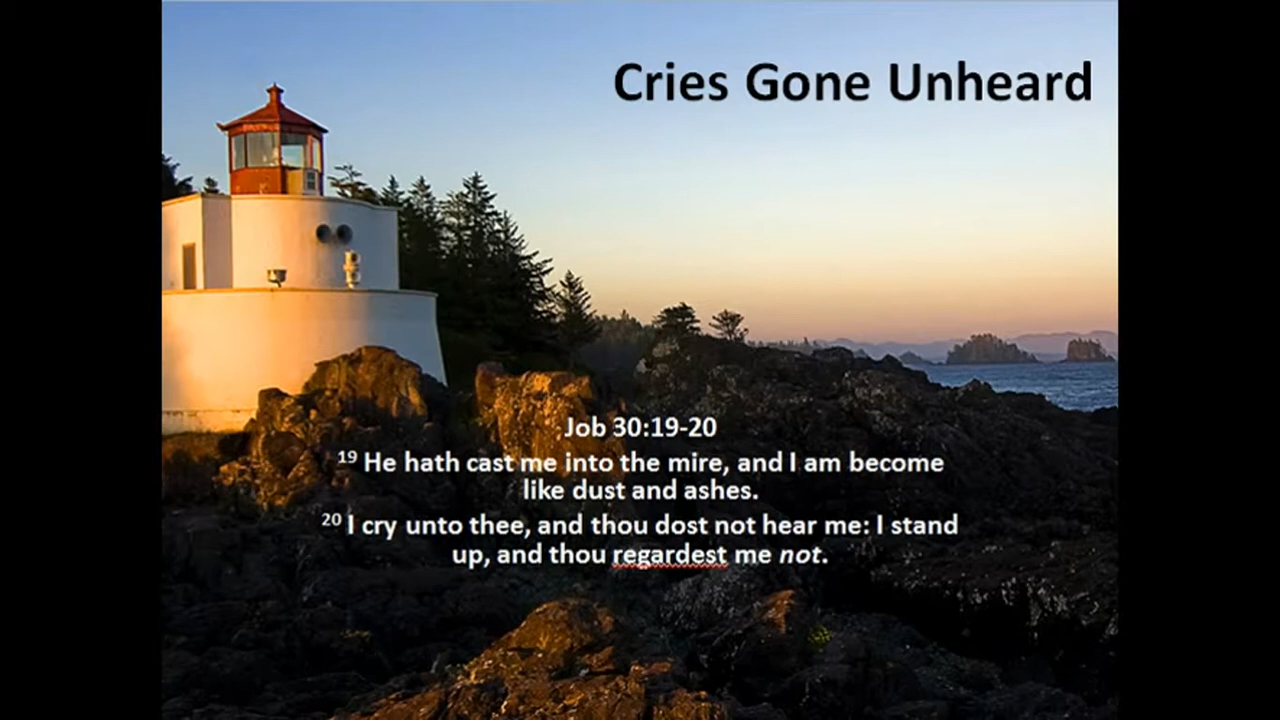 Cries Gone Unheard
Job 30:19-20
19 He hath cast me into the mire, and I am become
like dust and ashes.
20 I cry unto thee, and thou dost not hear me: I stand
up, and thou regardest me not.